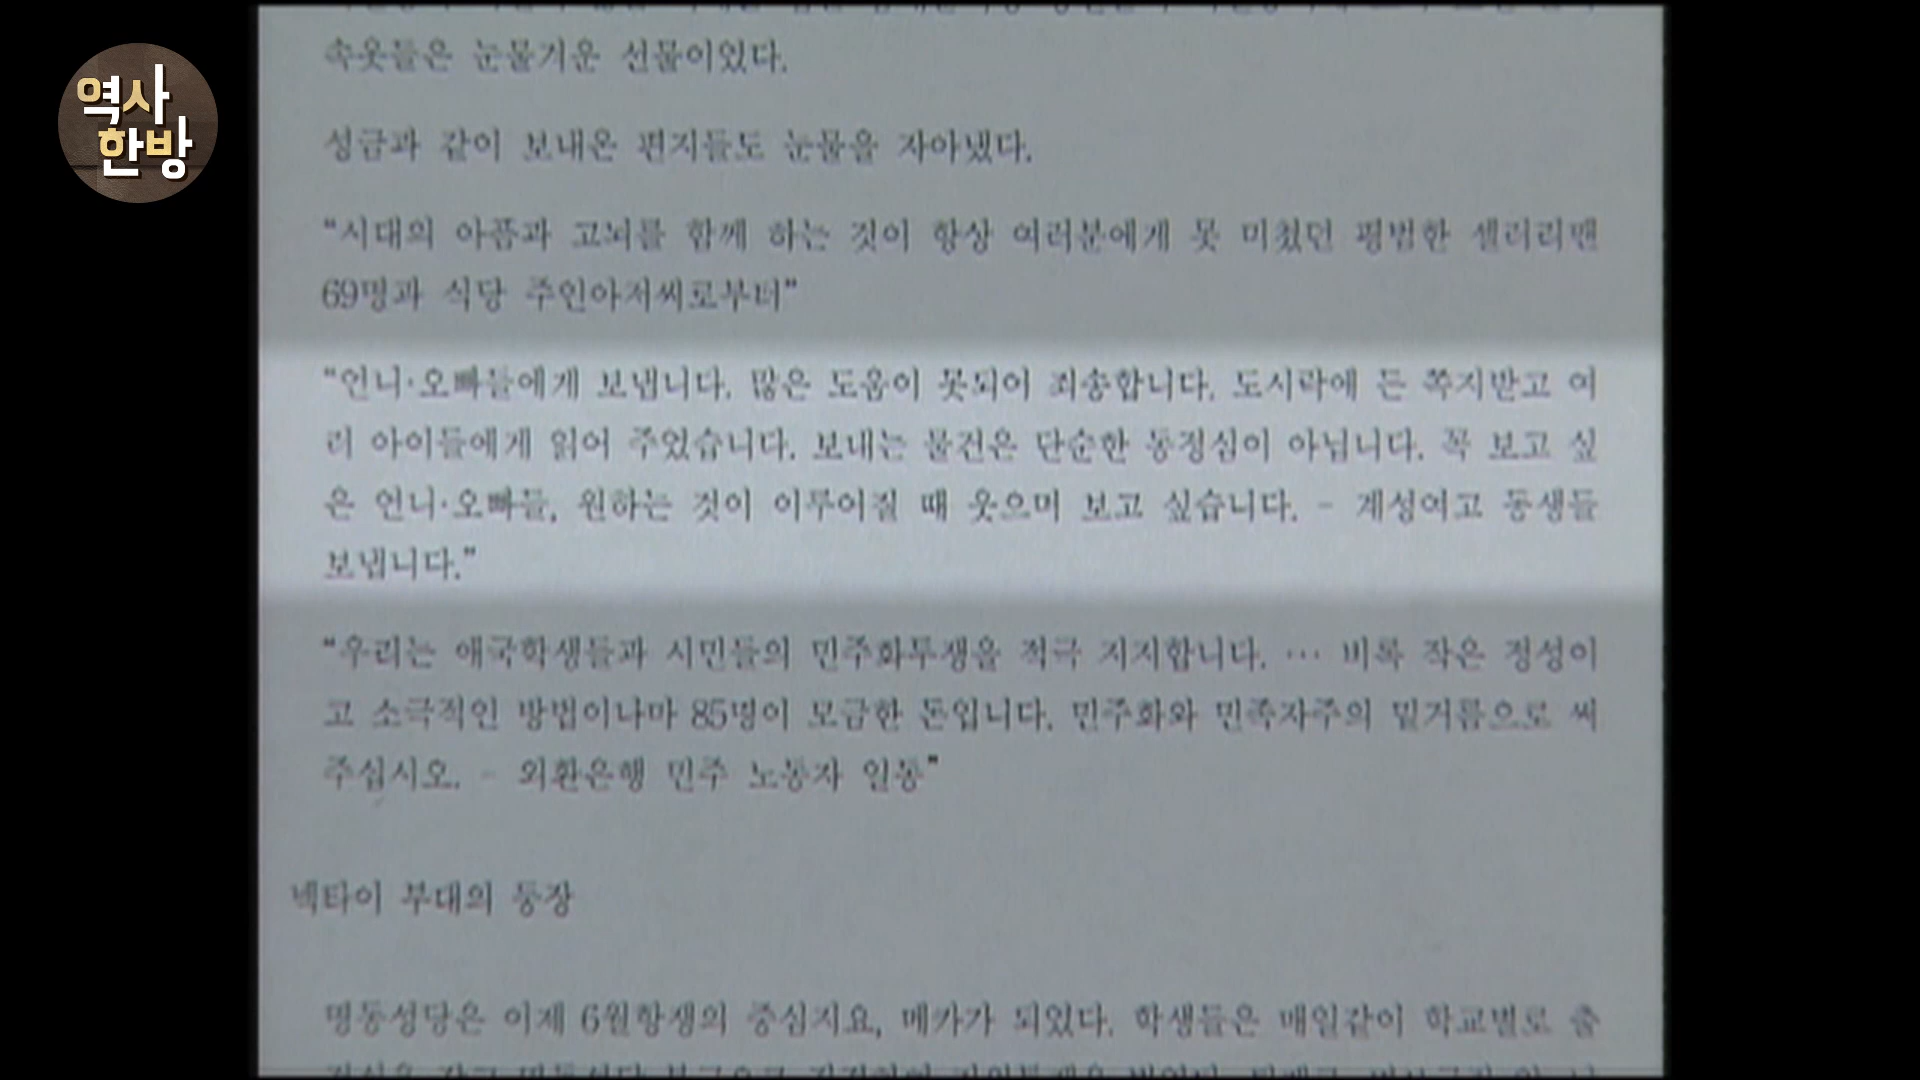 역사
한방
속옷들은 눈물겨운 선물이었다.
성금과 같이 보내온 편지들도 눈물을 자아냈다.
“시대의 아픔과 고뇌를 함께 하는 것이 항상 여러분에게 못 미쳤던 평범한 샐러리맨
69명과 식당 주인아저씨로부터”
“언니·오빠들에게 보냅니다. 많은 도움이 못되어 죄송합니다. 도시락에 든 쪽지받고 여
러 아이들에게 읽어 주었습니다. 보내는 물건은 단순한 동정심이 아닙니다. 꼭 보고 싶
은 언니·오빠들, 원하는 것이 이루어질 때 웃으며 보고 싶습니다. - 계성여고 동생들
보냅니다.”
“우리는 애국학생들과 시민들의 민주화투쟁을 적극 지지합니다. … 비록 작은 정성이
고 소극적인 방법이나마 85명이 모금한 돈입니다. 민주화와 민족자주의 밑거름으로 써
주십시오. - 외환은행 민주 노동자 일동”
넥타이 부대의 등장
명동성당은 이제 6월항쟁의 중심지요, 메카가 되었다. 학생들은 매일같이 학교별로 출